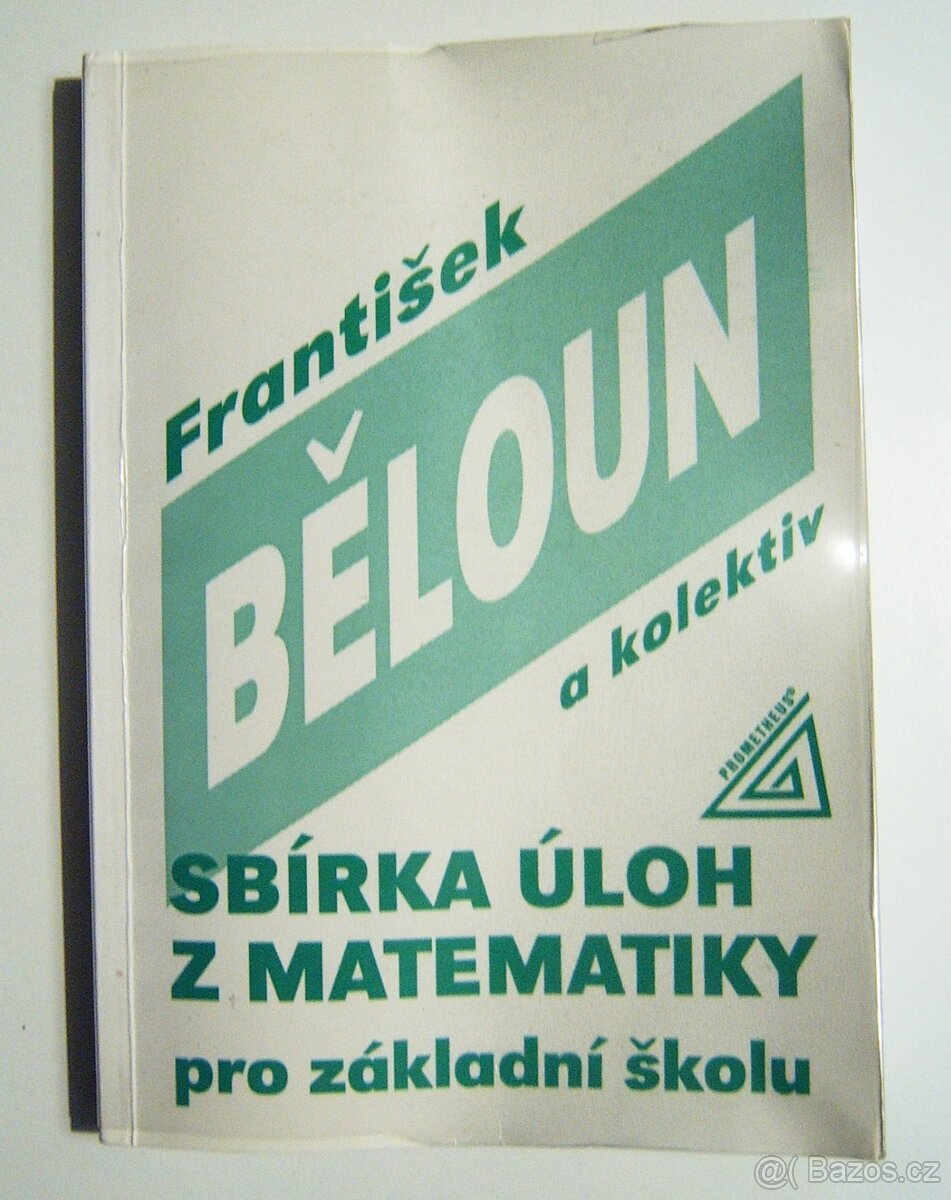 František
BĚLOUN
a kolektiv
PROMETHEUS®
SBÍRKA ÚLOH
Z MATEMATIKY
pro základní školu
@( Bazos.cz